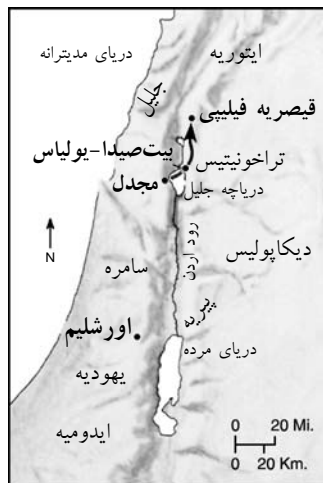 دریای مدیترانه
ایتوریه
جلیل
قیصریه فیلیپی
بیت‌صیدا-یولیاس
تراخونیتیس
مجدل
دریاچه جلیل
N
رود اردن
دیکاپولیس
سامره
پیریه
اورشلیم
دریای مرده
یهودیه
ایدومیه
0 20 Mi.
0 20 Km.